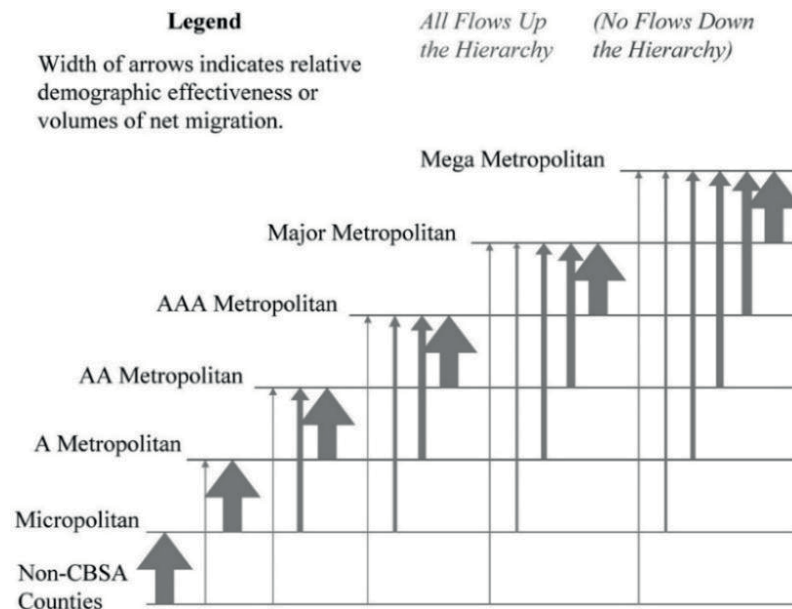 Legend
Width of arrows indicates relative
demographic effectiveness or
volumes of net migration.
All Flows Up
the Hierarchy
(No Flows Down
the Hierarchy)
Mega Metropolitan
Major Metropolitan
AAA Metropolitan
AA Metropolitan
A Metropolitan
Micropolitan
Non-CBSA
Counties